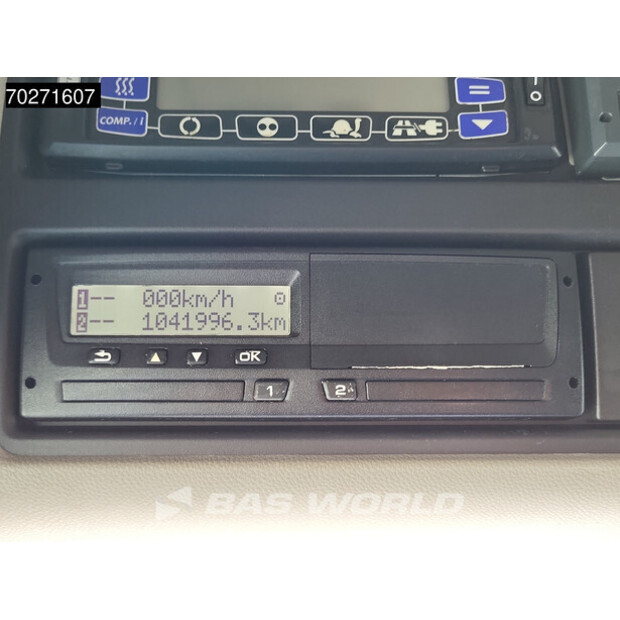 70271607
COMP. / i
I
O
1 -- 000km/h
2 -- 1041996.3km
OK
1
2
BAS WORLD